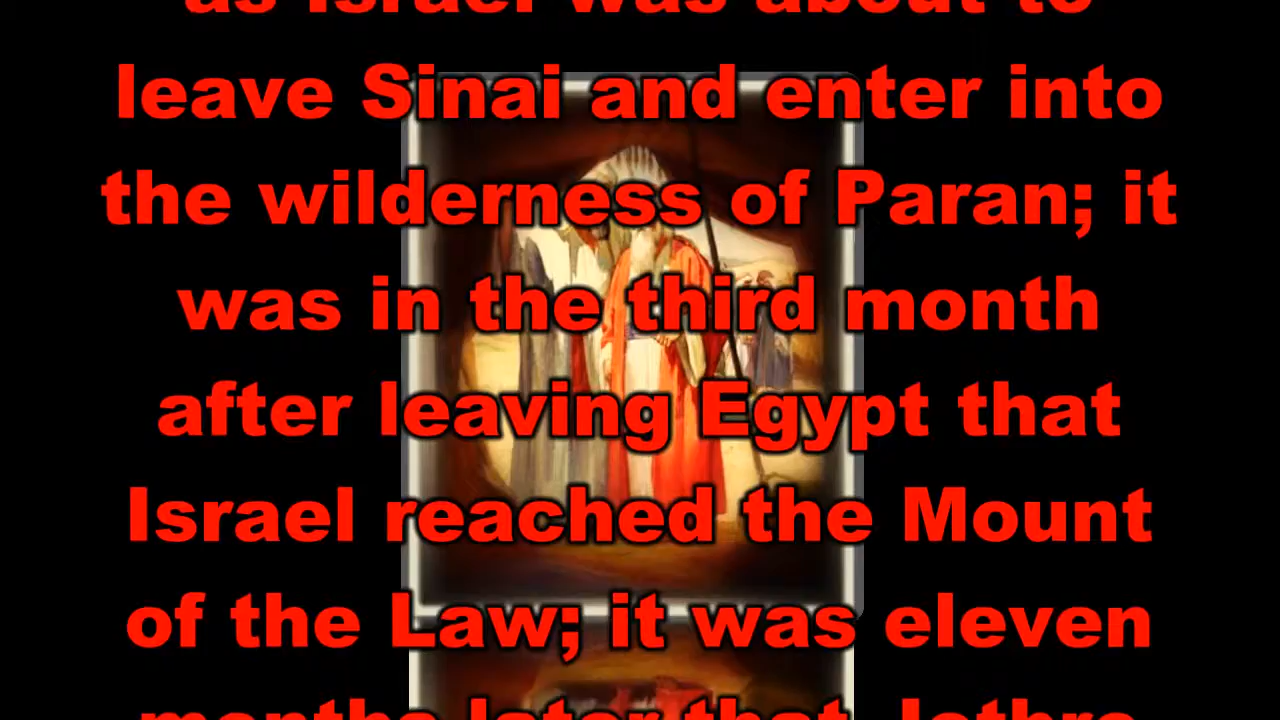 as Israel was about to
leave Sinai and enter into
the wilderness of Paran; it
was in the third month
after leaving Egypt that
Israel reached the Mount
of the Law; it was eleven
months later that Jethro